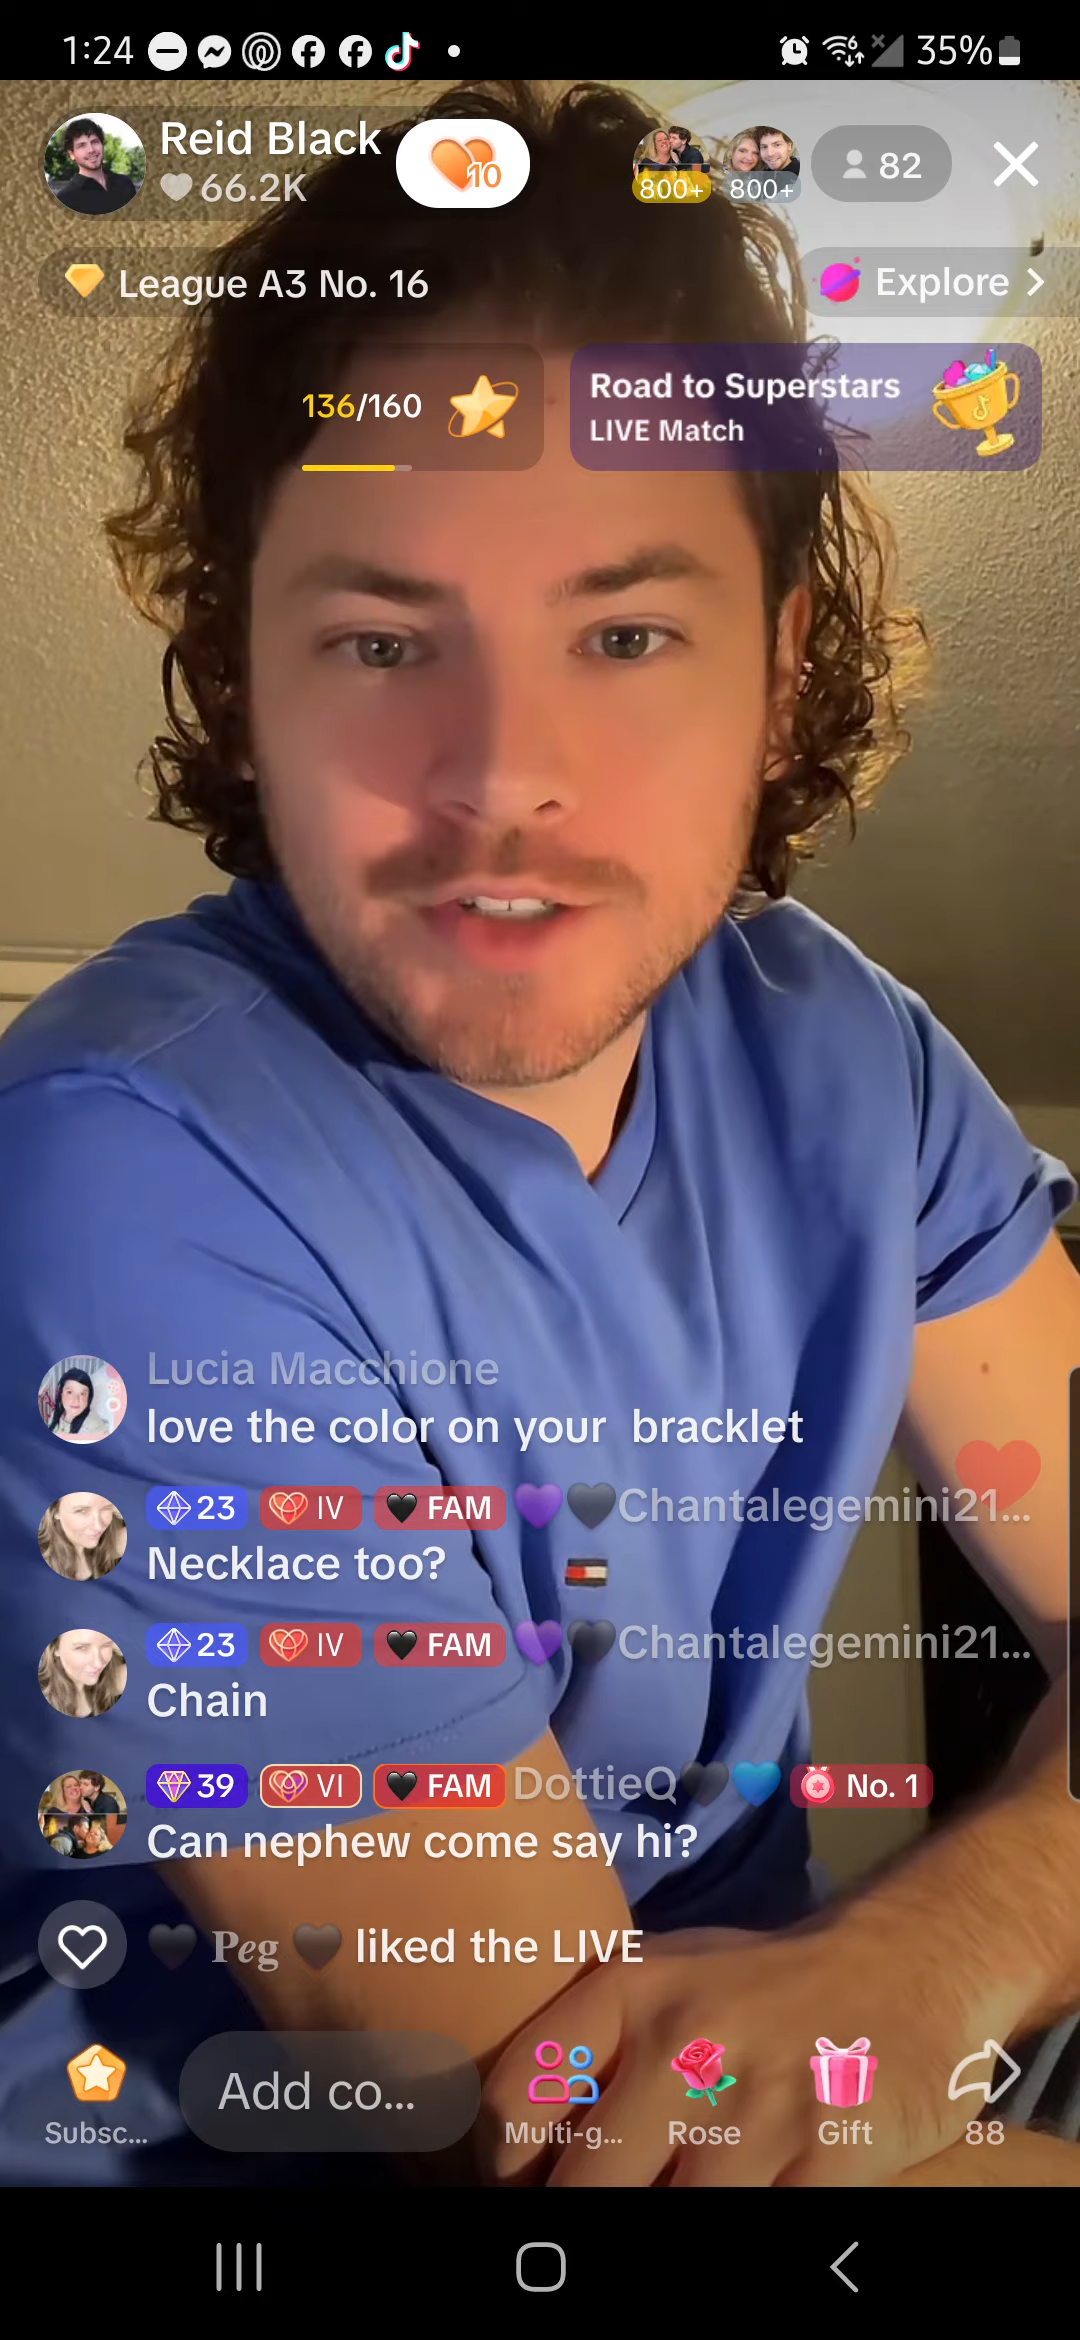 1:24
35%
Reid Black
66.2K
10
800+
800+
82
League A3 No. 16
Explore
136/160
Road to Superstars
LIVE Match
Lucia Macchione
love the color on your bracklet
23 IV FAM Chantalegemini21...
Necklace too?
23 IV FAM Chantalegemini21...
Chain
39 VI FAM DottieQ No. 1
Can nephew come say hi?
Peg liked the LIVE
Subsc...
Add co...
Multi-g...
Rose
Gift
88